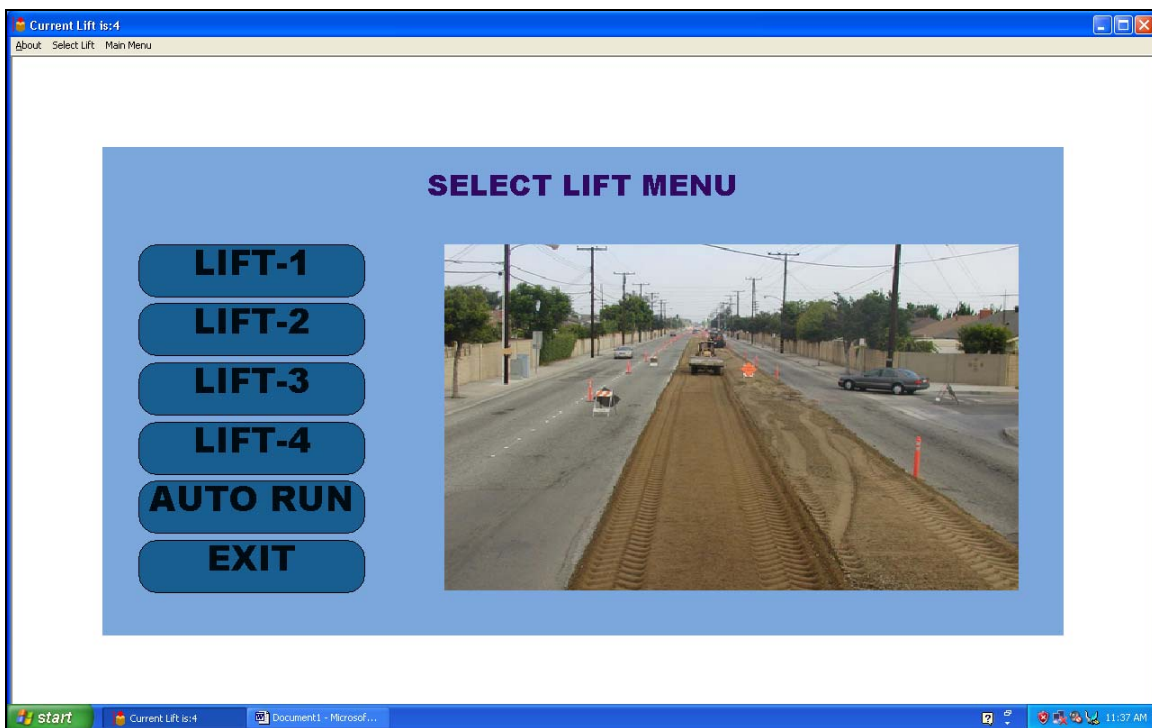 Current Lift is:4
About Select Lift Main Menu
SELECT LIFT MENU
LIFT-1
LIFT-2
LIFT-3
LIFT-4
AUTO RUN
EXIT
start Current Lift is:4 Document1 - Microsof... 11:37 AM